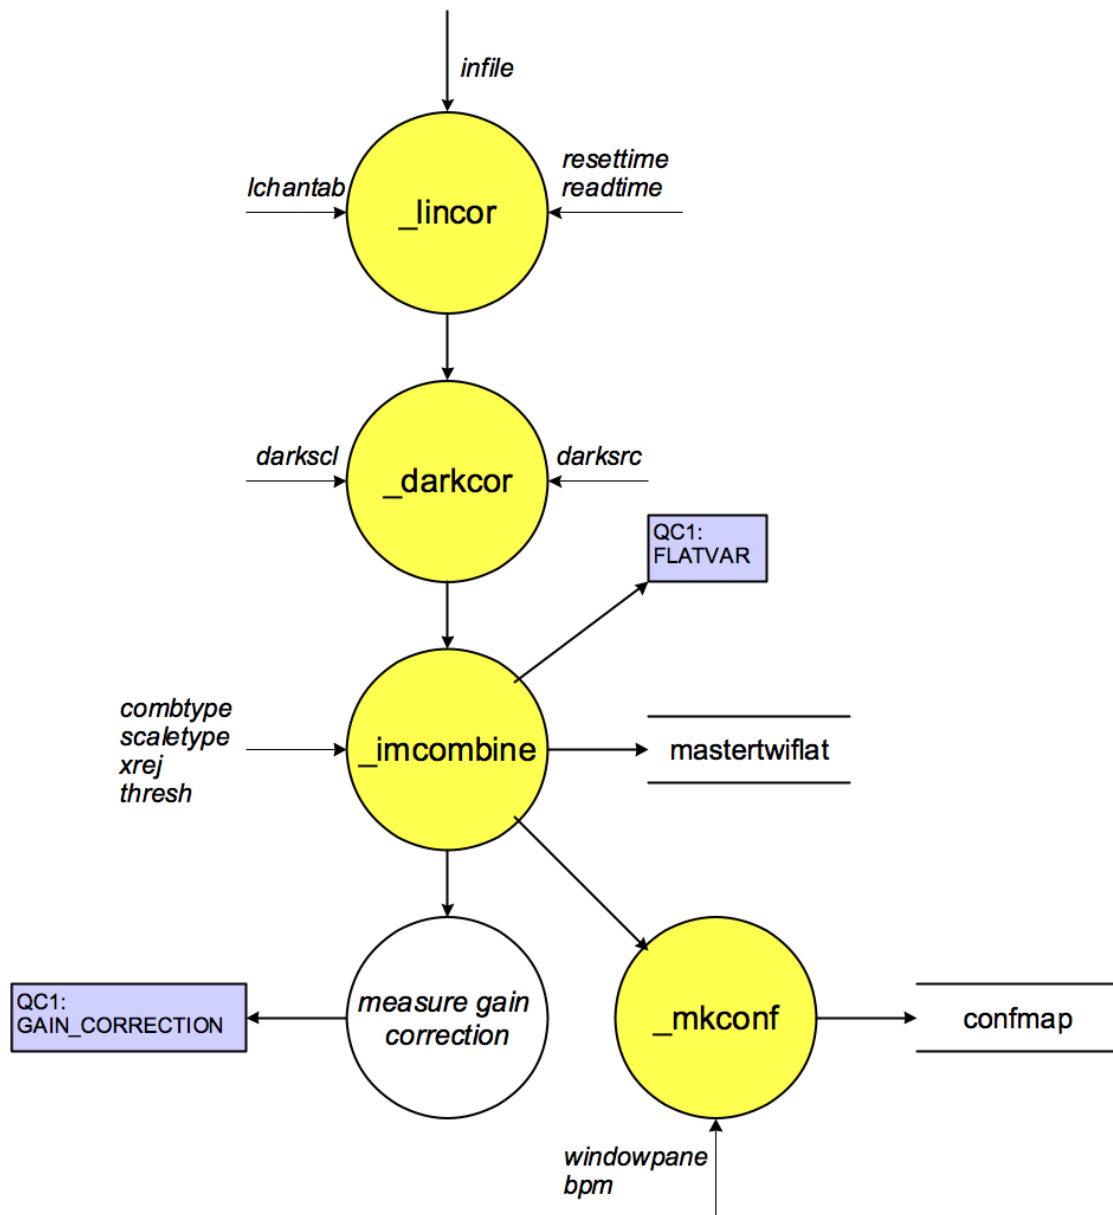 infile
lchantab
_lincor
resettime
readtime
darkscl
_darkcor
darksrc
QC1:
FLATVAR
combtype
scaletype
xrej
thresh
_imcombine
mastertwiflat
QC1:
GAIN_CORRECTION
measure gain
correction
_mkconf
confmap
windowpane
bpm